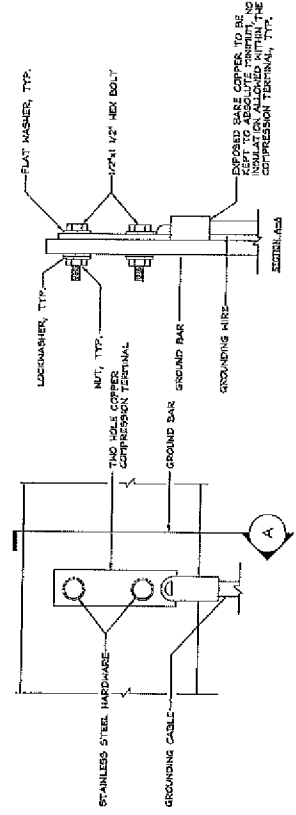 FLAT WASHER, TYP.
1/2"x1 1/2" HEX BOLT
EXPOSED BARE COPPER TO BE
KEPT TO ABSOLUTE MINIMUM, NO
INSULATION ALLOWED WITHIN THE
COMPRESSION TERMINAL, TYP.
SECTION A-A
LOCKWASHER, TYP.
NUT, TYP.
GROUND BAR
GROUNDING WIRE
TWO HOLE COPPER
COMPRESSION TERMINAL
GROUND BAR
A
STAINLESS STEEL HARDWARE
GROUNDING CABLE